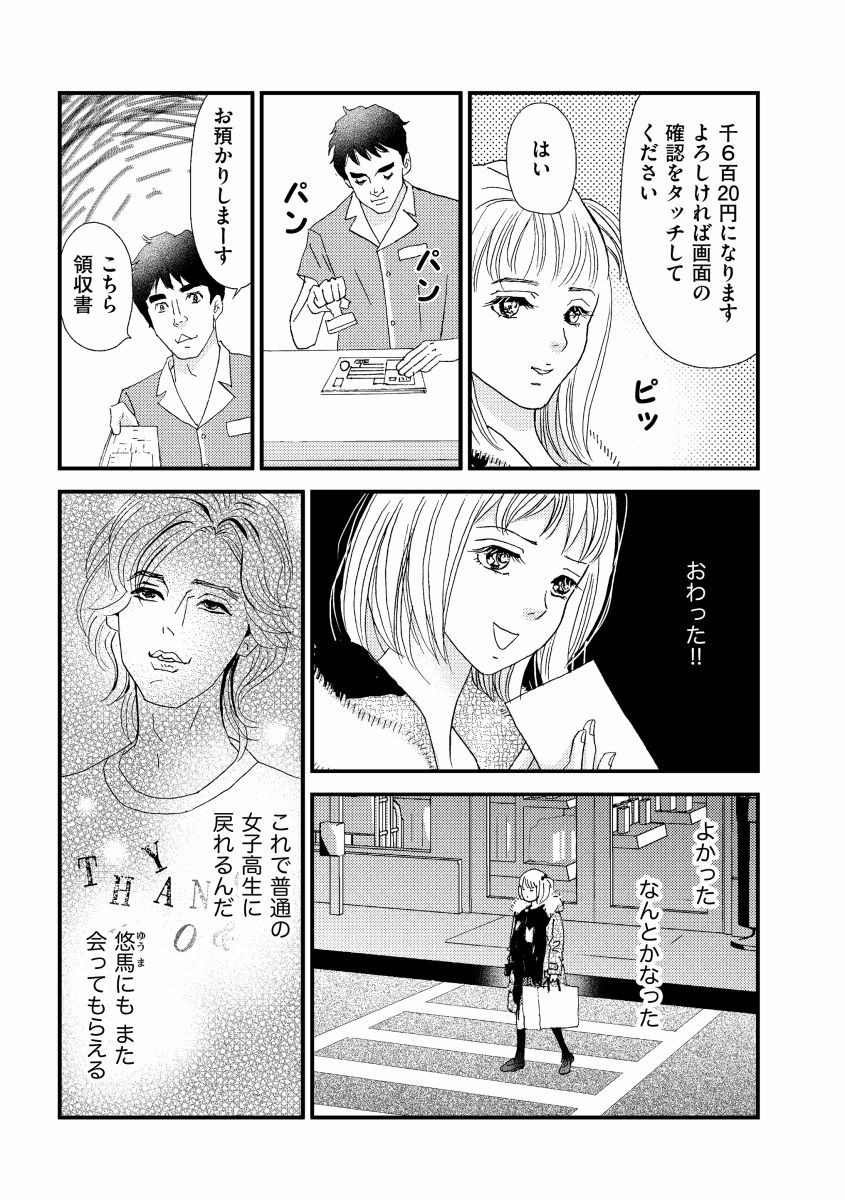 千6百20円になります
よろしければ画面の
確認をタッチして
ください
はい
ピッ
パン
パン
お預かりしまーす
こちら
領収書
おわった!!
よかった
なんとかなった
これで普通の
女子高生に
戻れるんだ
悠馬にも また
ゆうま
会ってもらえる
THANY
O&